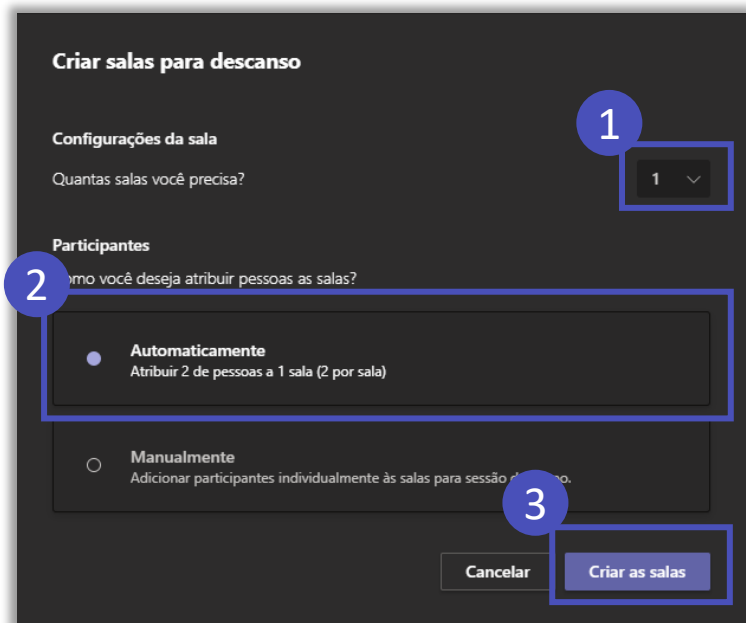 Criar salas para descanso
1
Configurações da sala
Quantas salas você precisa?
1
Participantes
2
omo você deseja atribuir pessoas as salas?
Automaticamente
Atribuir 2 de pessoas a 1 sala (2 por sala)
Manualmente
Adicionar participantes individualmente às salas para sessão
3
Cancelar
Criar as salas